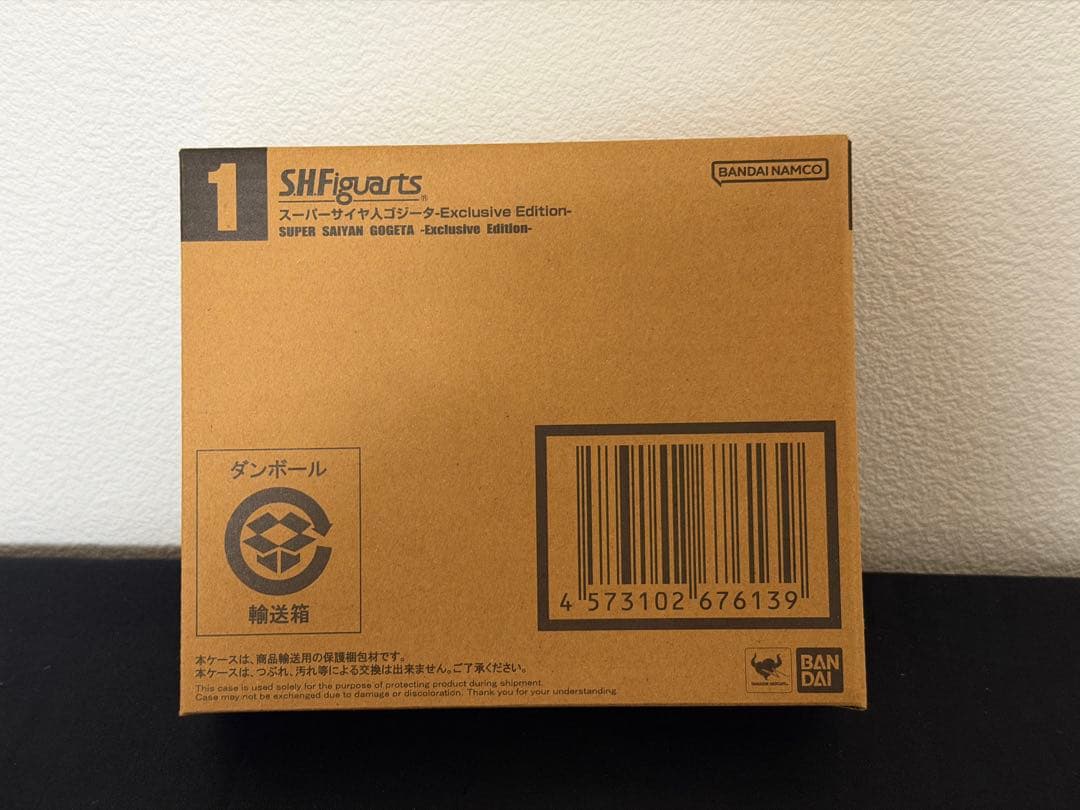 1
S.H.Figuarts®
スーパーサイヤ人ゴジータ-Exclusive Edition-
SUPER SAIYAN GOGETA -Exclusive Edition-
BANDAI NAMCO
ダンボール
輸送箱
4 573102 676139
本ケースは、商品輸送用の保護梱包材です。
本ケースは、つぶれ、汚れ等による交換は出来ません。ご了承ください。
This case is used solely for the purpose of protecting product during shipment.
Case may not be exchanged due to damage or discoloration. Thank you for your understanding.
BAN
DAI